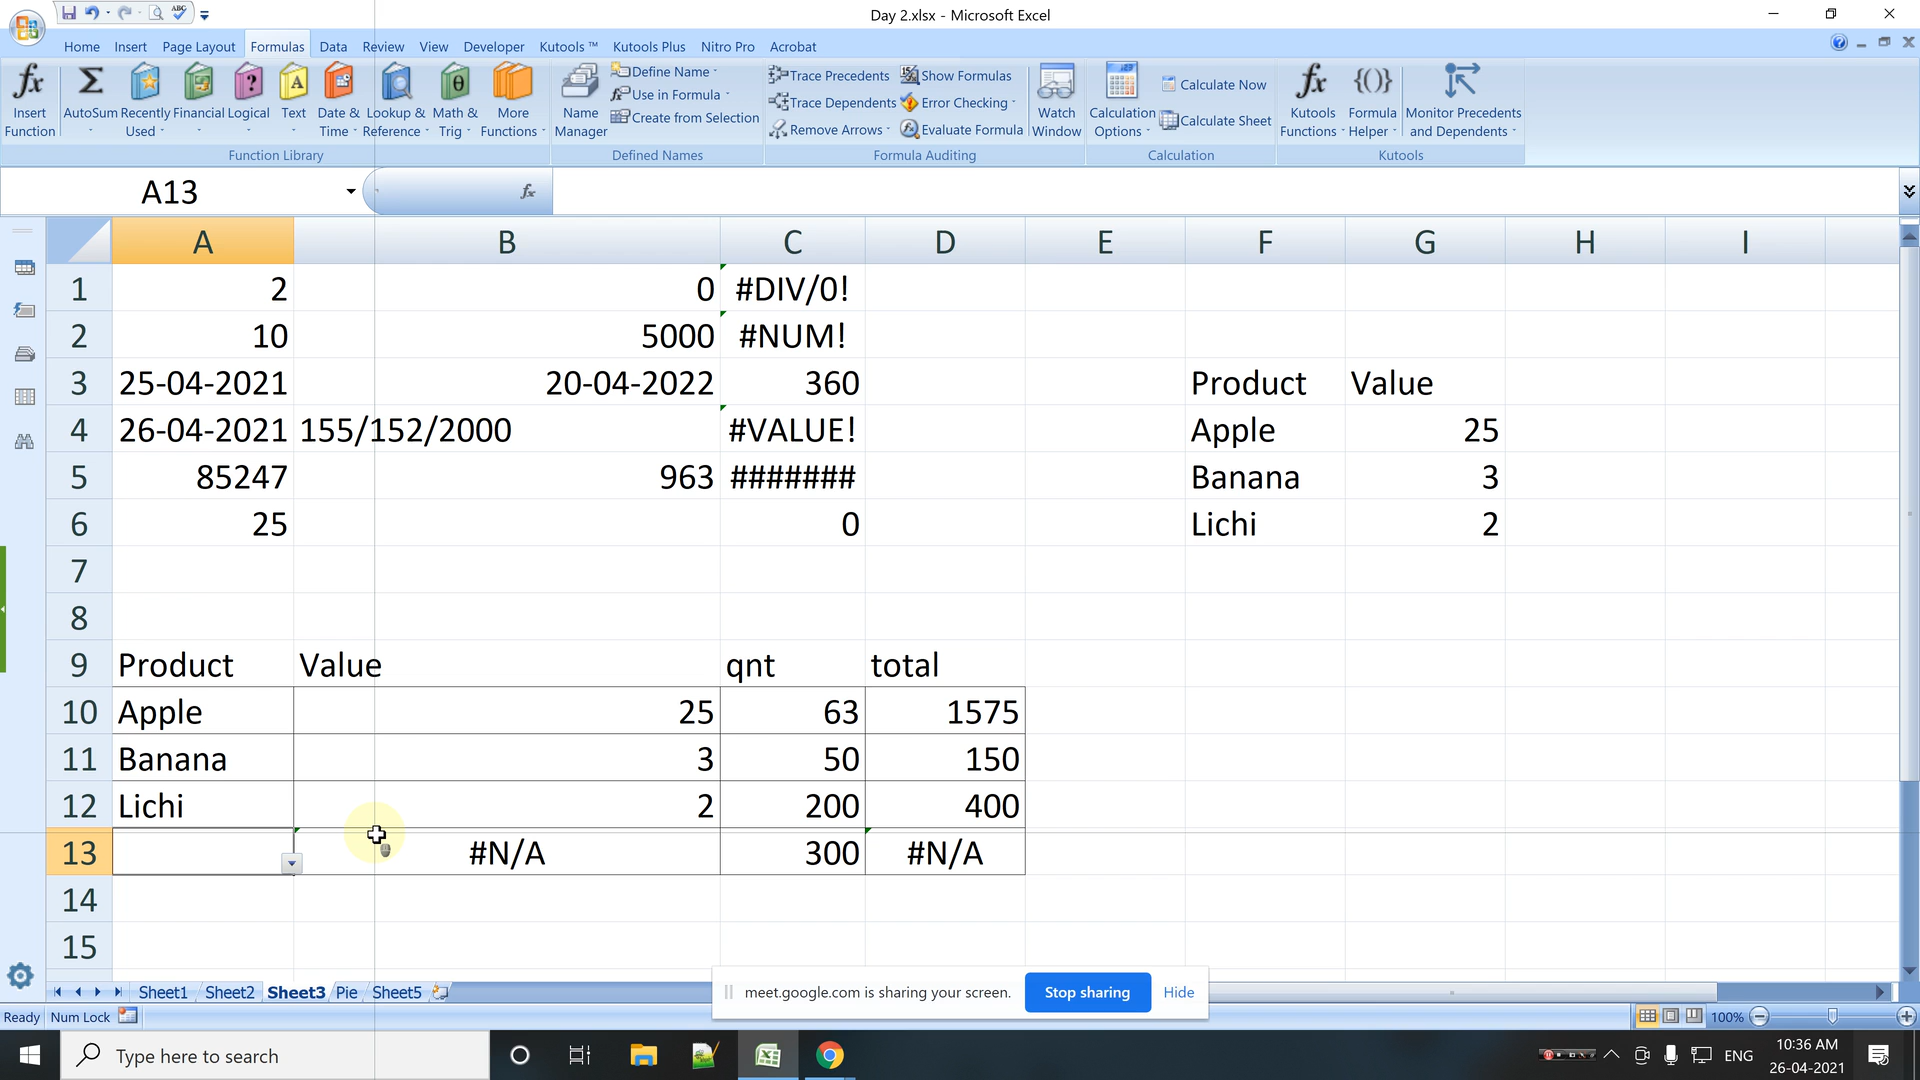 Day 2.xlsx - Microsoft Excel
Home Insert Page Layout Formulas Data Review View Developer Kutools ™ Kutools Plus Nitro Pro Acrobat
Insert Function
AutoSum
Recently Used
Financial
Logical
Text
Date & Time
Lookup & Reference
Math & Trig
More Functions
Function Library
Name Manager
Define Name
Use in Formula
Create from Selection
Defined Names
Trace Precedents
Trace Dependents
Remove Arrows
Show Formulas
Error Checking
Evaluate Formula
Formula Auditing
Watch Window
Calculation Options
Calculate Now
Calculate Sheet
Calculation
Kutools Functions
Formula Helper
Monitor Precedents and Dependents
Kutools
A13
fx
A B C D E F G H I
1 2 0 #DIV/0!
2 10 5000 #NUM!
3 25-04-2021 20-04-2022 360 Product Value
4 26-04-2021 155/152/2000 #VALUE! Apple 25
5 85247 963 ####### Banana 3
6 25 0 Lichi 2
7
8
9 Product Value qnt total
10 Apple 25 63 1575
11 Banana 3 50 150
12 Lichi 2 200 400
13 #N/A 300 #N/A
14
15
Sheet1 Sheet2 Sheet3 Pie Sheet5
meet.google.com is sharing your screen. Stop sharing Hide
Ready Num Lock 100%
Type here to search
ENG
10:36 AM
26-04-2021